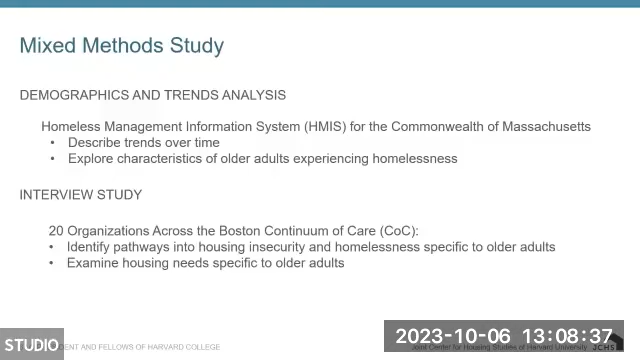 Mixed Methods Study
DEMOGRAPHICS AND TRENDS ANALYSIS
Homeless Management Information System (HMIS) for the Commonwealth of Massachusetts
• Describe trends over time
• Explore characteristics of older adults experiencing homelessness
INTERVIEW STUDY
20 Organizations Across the Boston Continuum of Care (CoC):
• Identify pathways into housing insecurity and homelessness specific to older adults
• Examine housing needs specific to older adults
STUDIO
AND FELLOWS OF HARVARD COLLEGE
2023-10-06 13:08:37
Joint Center for Housing Studies of Harvard University
JCHS